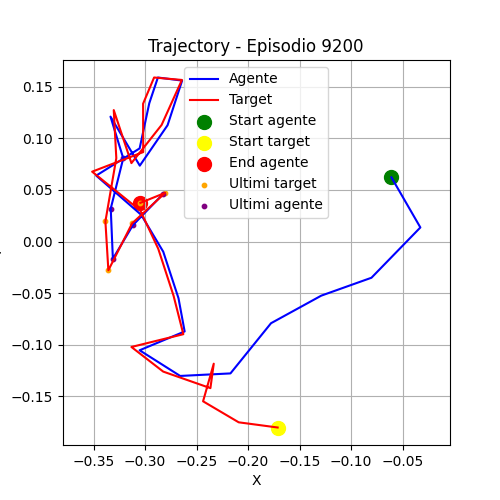 Trajectory - Episodio 9200
Agente
Target
Start agente
Start target
End agente
Ultimi target
Ultimi agente
0.15
0.10
0.05
0.00
−0.05
−0.10
−0.15
−0.35 −0.30 −0.25 −0.20 −0.15 −0.10 −0.05
X